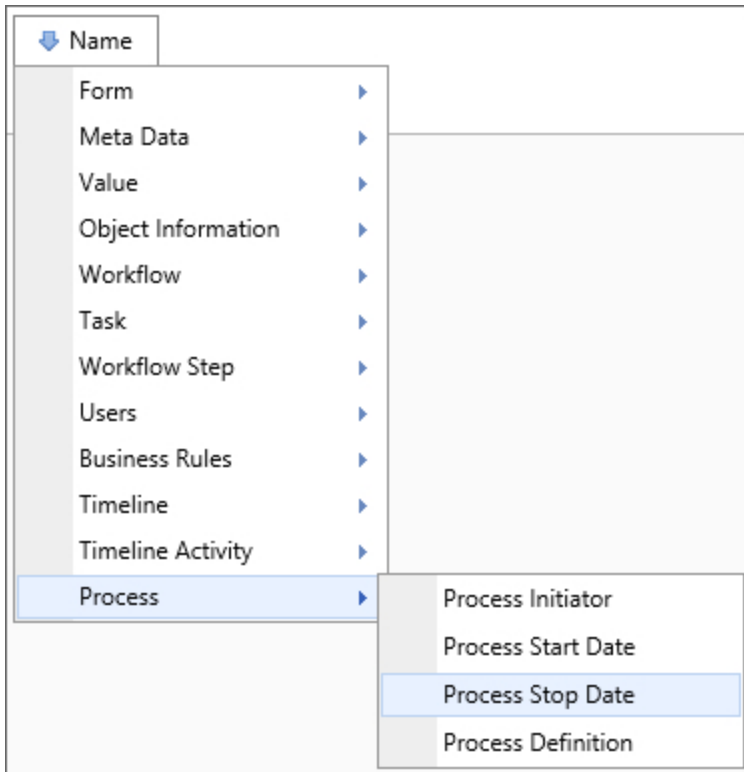 Name
Form
Meta Data
Value
Object Information
Workflow
Task
Workflow Step
Users
Business Rules
Timeline
Timeline Activity
Process
Process Initiator
Process Start Date
Process Stop Date
Process Definition